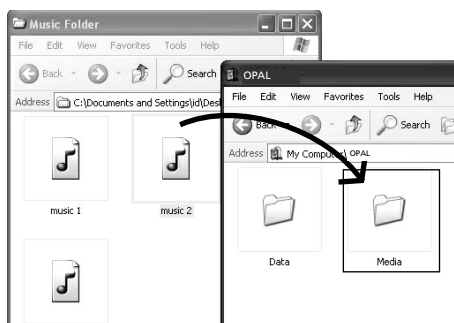 Music Folder
File Edit View Favorites Tools Help
Back Search
Address C:\Documents and Settings\id\Des
music 1 music 2
OPAL
File Edit View Favorites Tools Help
Back Search
Address My Computer\ OPAL
Data Media